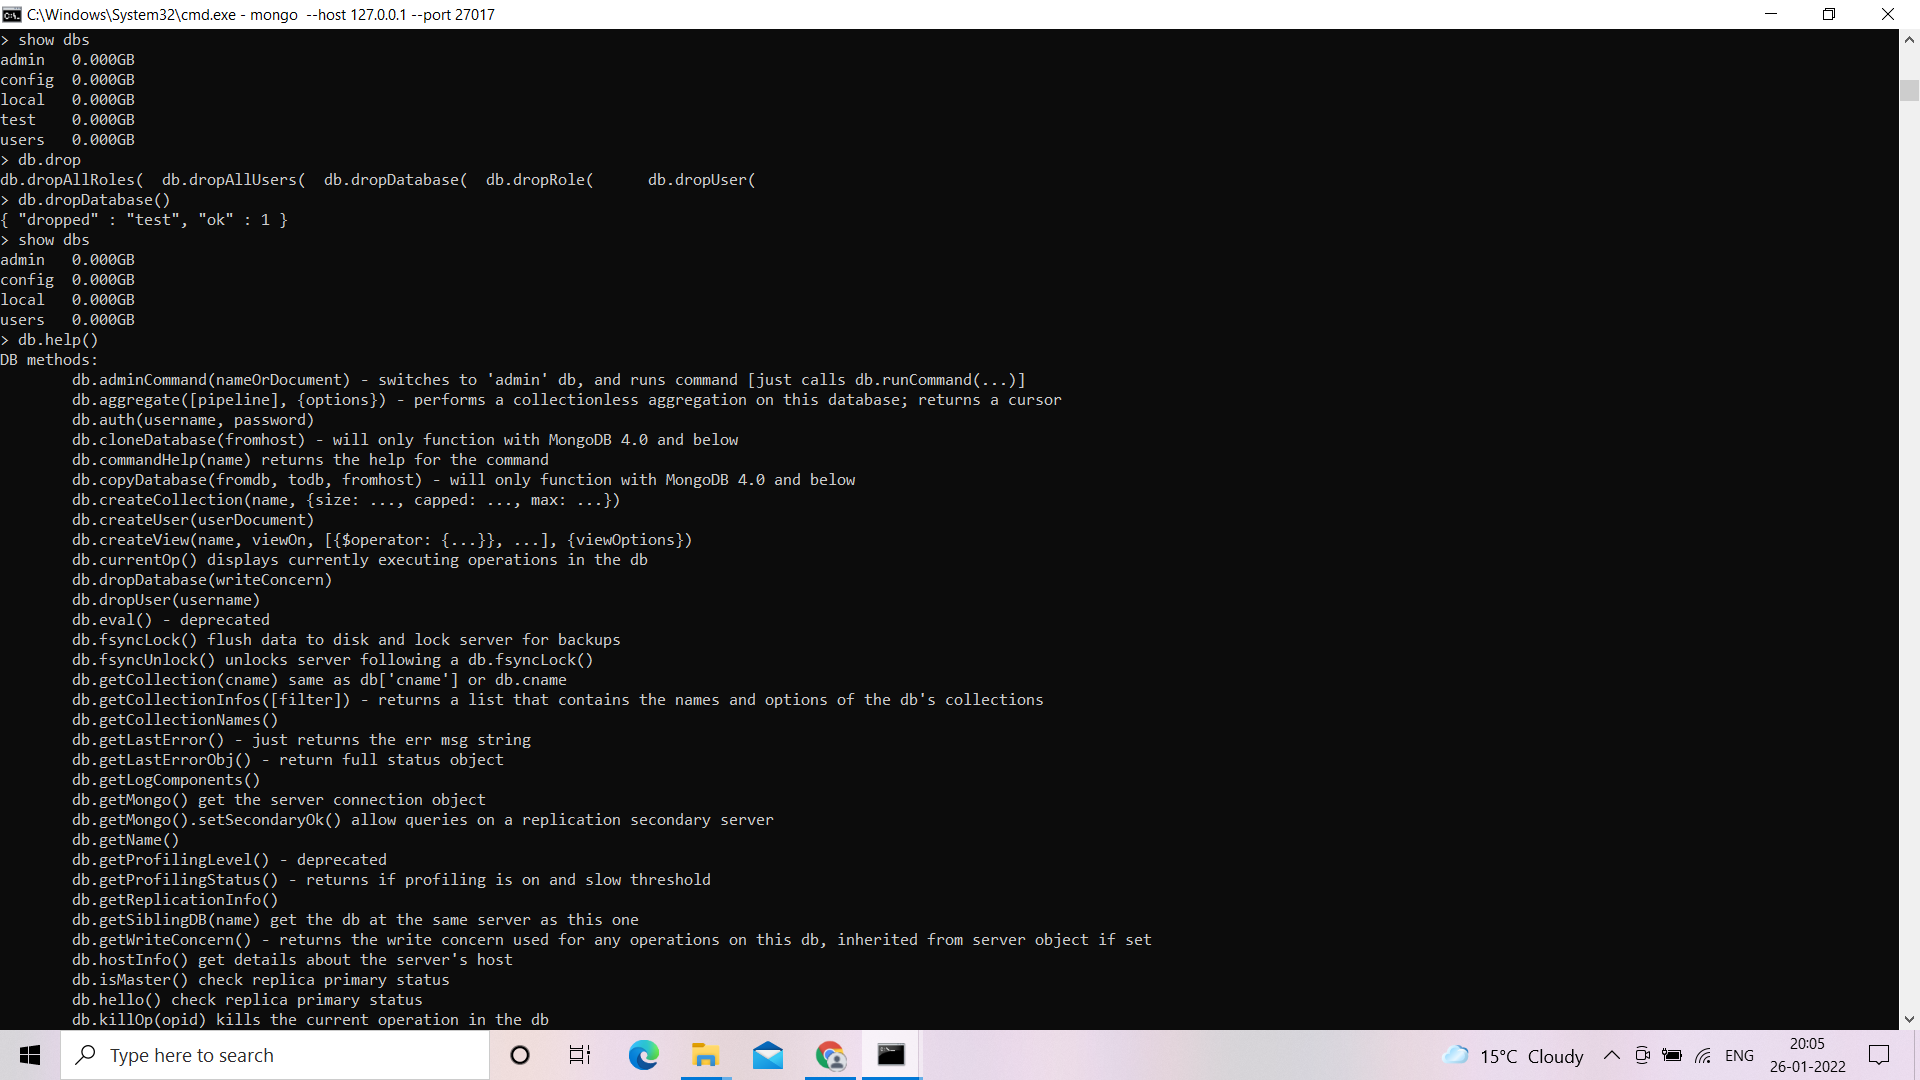 C:\Windows\System32\cmd.exe - mongo  --host 127.0.0.1 --port 27017
> show dbs
admin   0.000GB
config  0.000GB
local   0.000GB
test    0.000GB
users   0.000GB
> db.drop
db.dropAllRoles(  db.dropAllUsers(  db.dropDatabase(  db.dropRole(      db.dropUser(
> db.dropDatabase()
{ "dropped" : "test", "ok" : 1 }
> show dbs
admin   0.000GB
config  0.000GB
local   0.000GB
users   0.000GB
> db.help()
DB methods:
        db.adminCommand(nameOrDocument) - switches to 'admin' db, and runs command [just calls db.runCommand(...)]
        db.aggregate([pipeline], {options}) - performs a collectionless aggregation on this database; returns a cursor
        db.auth(username, password)
        db.cloneDatabase(fromhost) - will only function with MongoDB 4.0 and below
        db.commandHelp(name) returns the help for the command
        db.copyDatabase(fromdb, todb, fromhost) - will only function with MongoDB 4.0 and below
        db.createCollection(name, {size: ..., capped: ..., max: ...})
        db.createUser(userDocument)
        db.createView(name, viewOn, [{$operator: {...}}, ...], {viewOptions})
        db.currentOp() displays currently executing operations in the db
        db.dropDatabase(writeConcern)
        db.dropUser(username)
        db.eval() - deprecated
        db.fsyncLock() flush data to disk and lock server for backups
        db.fsyncUnlock() unlocks server following a db.fsyncLock()
        db.getCollection(cname) same as db['cname'] or db.cname
        db.getCollectionInfos([filter]) - returns a list that contains the names and options of the db's collections
        db.getCollectionNames()
        db.getLastError() - just returns the err msg string
        db.getLastErrorObj() - return full status object
        db.getLogComponents()
        db.getMongo() get the server connection object
        db.getMongo().setSecondaryOk() allow queries on a replication secondary server
        db.getName()
        db.getProfilingLevel() - deprecated
        db.getProfilingStatus() - returns if profiling is on and slow threshold
        db.getReplicationInfo()
        db.getSiblingDB(name) get the db at the same server as this one
        db.getWriteConcern() - returns the write concern used for any operations on this db, inherited from server object if set
        db.hostInfo() get details about the server's host
        db.isMaster() check replica primary status
        db.hello() check replica primary status
        db.killOp(opid) kills the current operation in the db
Type here to search
15°C  Cloudy
ENG
20:05
26-01-2022